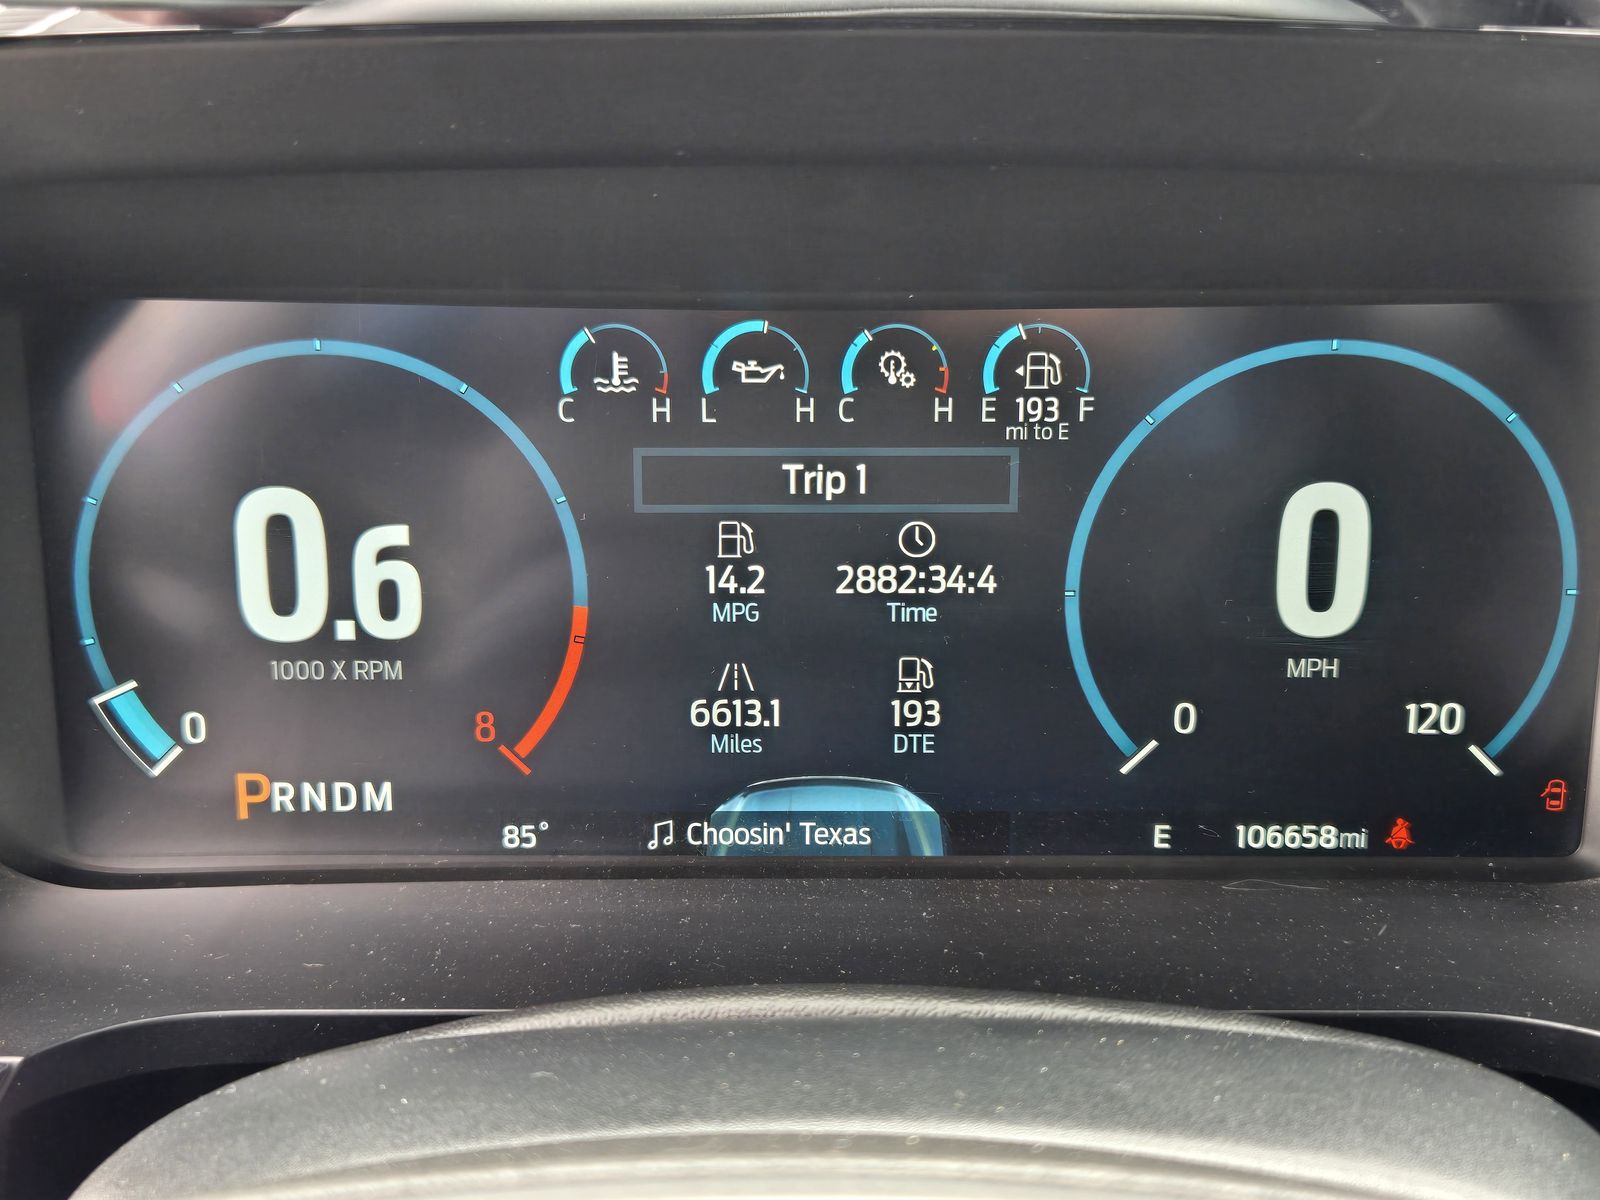 C H L H C H E 193 F
mi to E
Trip 1
14.2
MPG
2882:34:4
Time
6613.1
Miles
193
DTE
0.6
1000 X RPM
0
8
PRNDM
0
MPH
0
120
85°
Choosin' Texas
E
106658mi